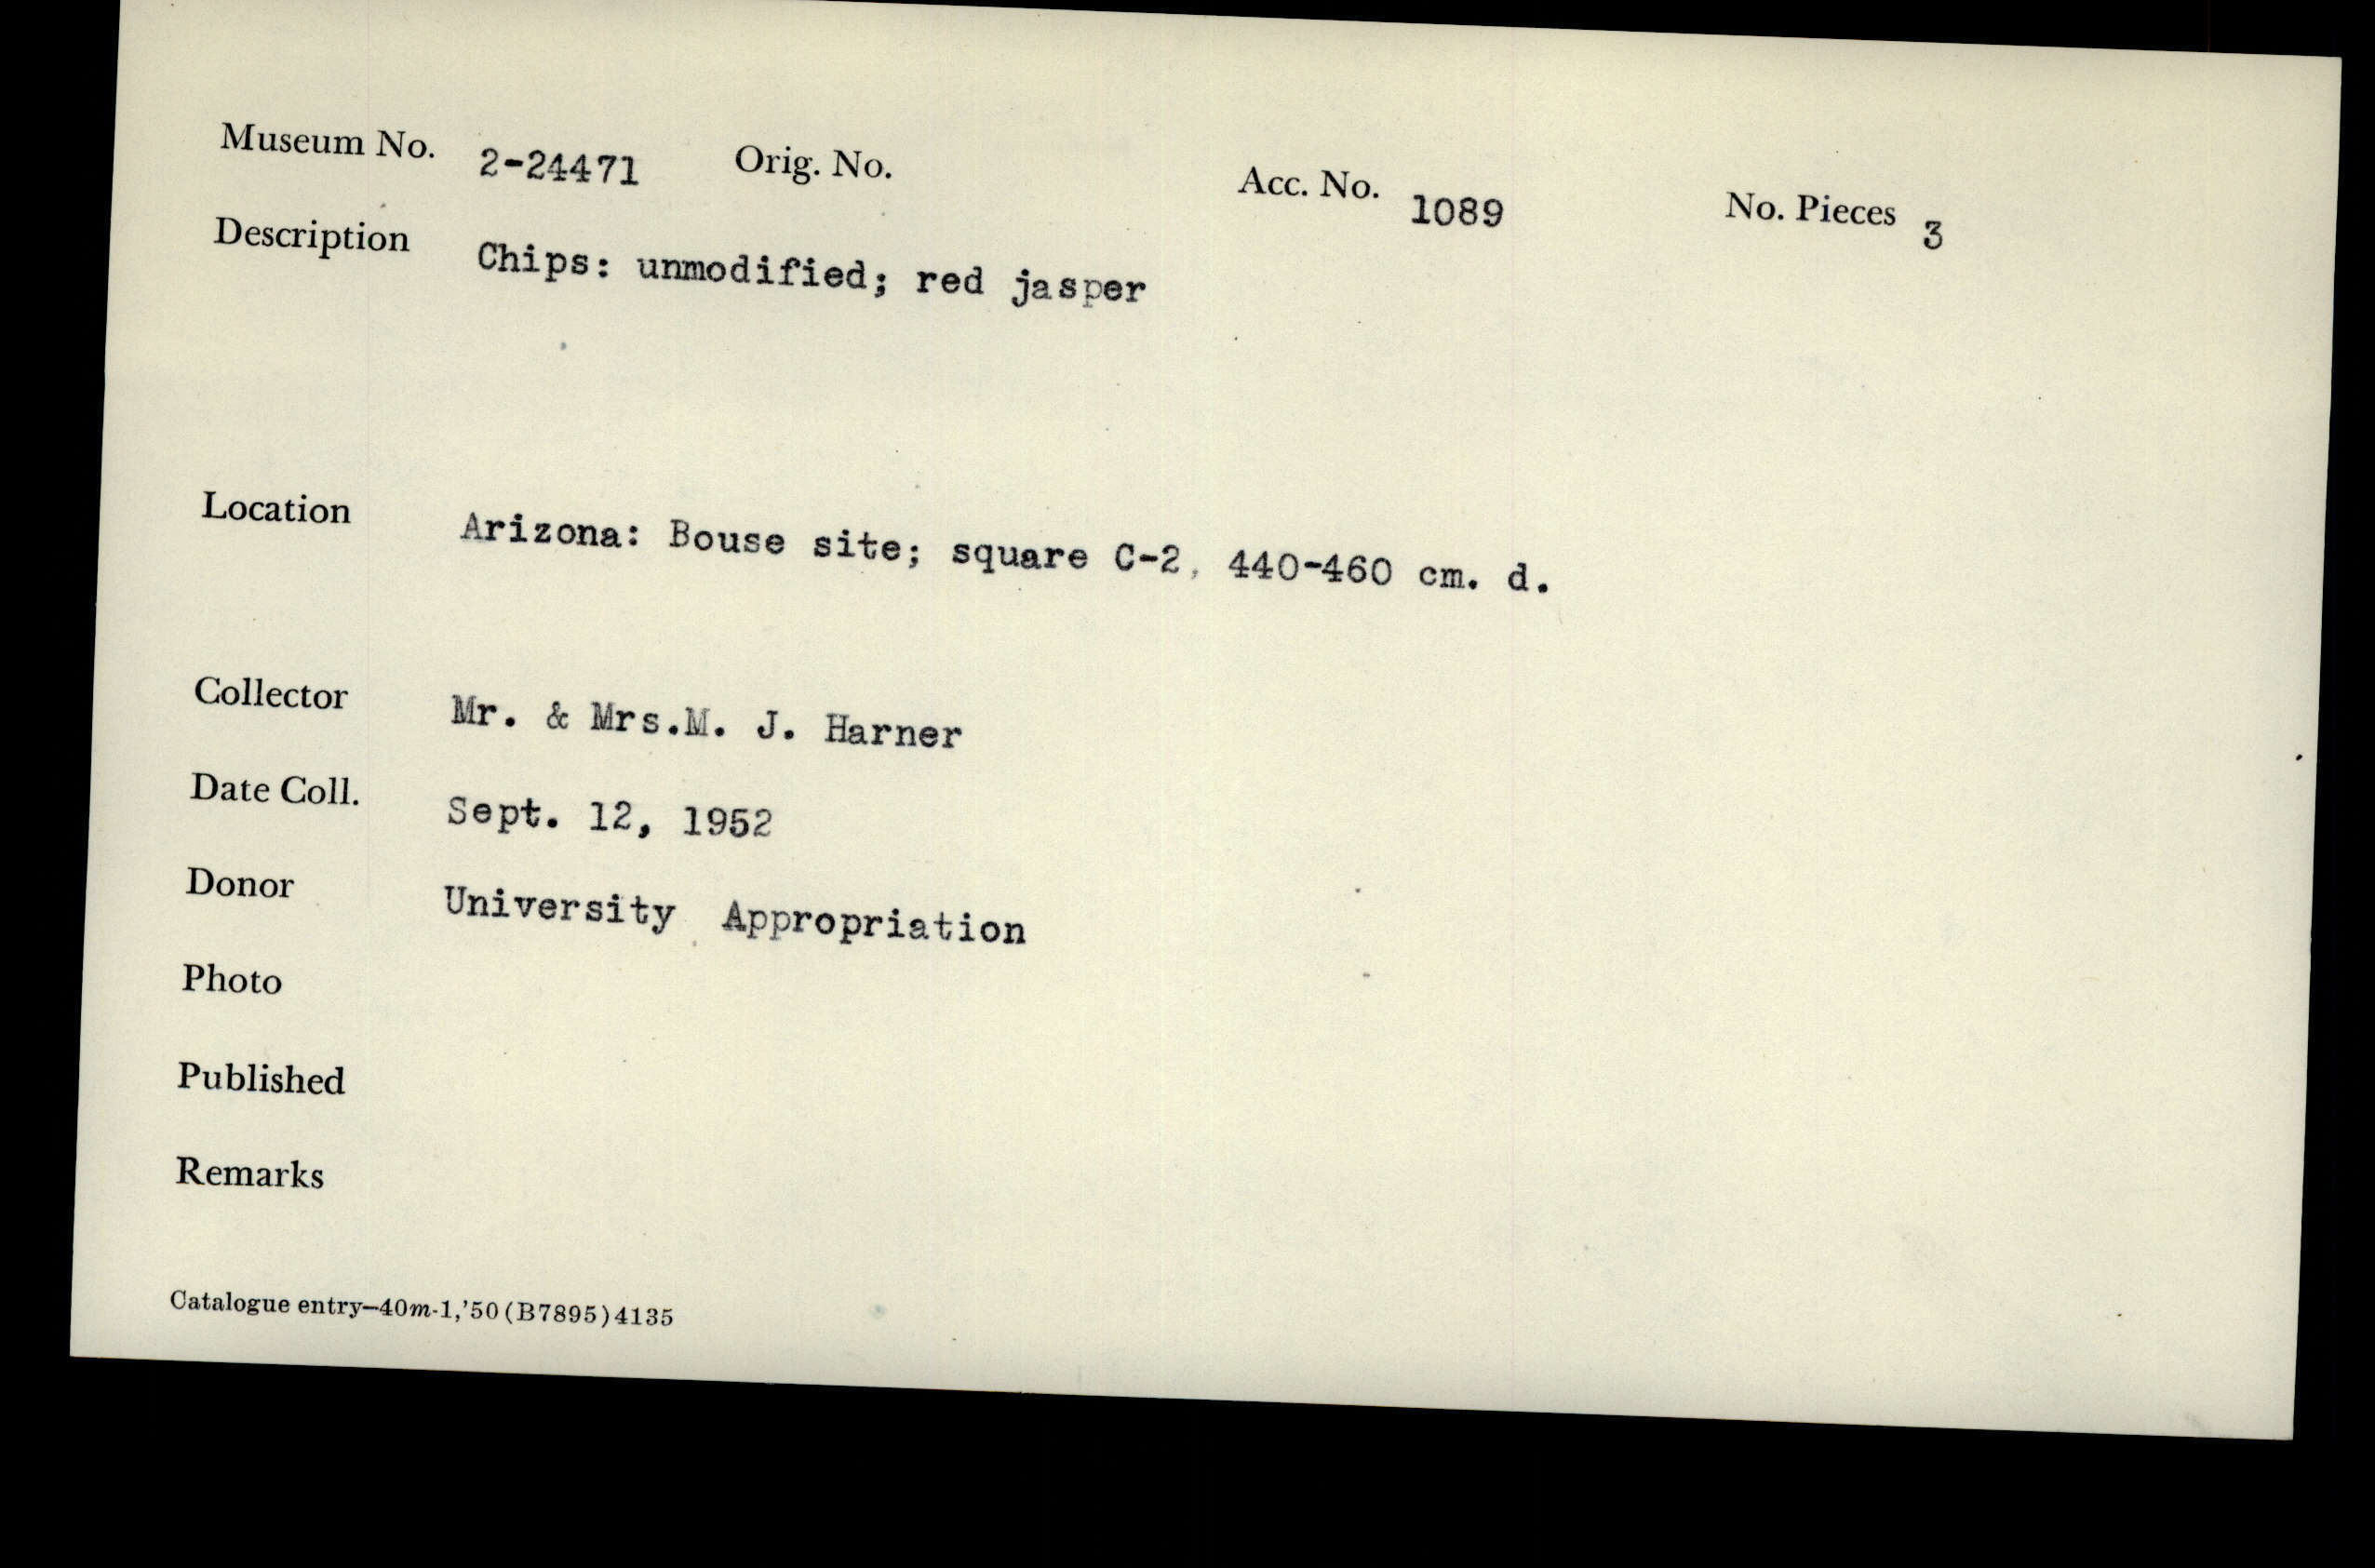 Museum No. 2-24471 Orig. No. Acc. No. 1089 No. Pieces 3
Description Chips: unmodified; red jasper
Location Arizona: Bouse site; square C-2, 440-460 cm. d.
Collector Mr. & Mrs.M. J. Harner
Date Coll. Sept. 12, 1952
Donor University Appropriation
Photo
Published
Remarks
Catalogue entry—40m-1,'50(B7895)4135